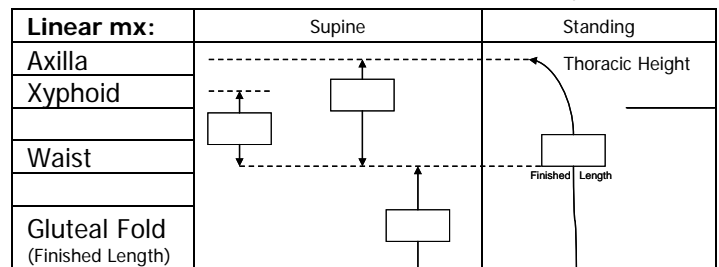 Linear mx: Supine Standing
Axilla Thoracic Height
Xyphoid
Waist
Finished Length
Gluteal Fold
(Finished Length)